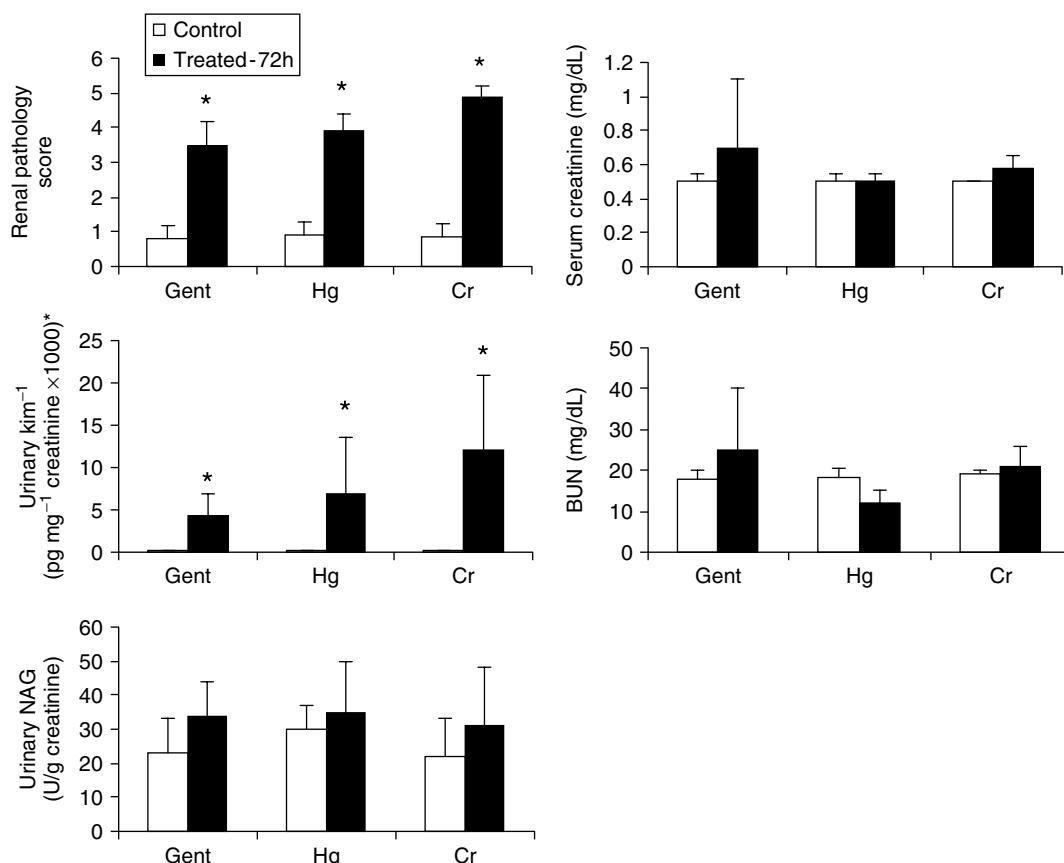 Control
Treated-72h
Renal pathology
score
6
5
4
3
2
1
0
* * *
Gent Hg Cr
Serum creatinine (mg/dL)
1.2
1
0.8
0.6
0.4
0.2
0
Gent Hg Cr
Urinary kim⁻¹
(pg mg⁻¹ creatinine ×1000)*
25
20
15
10
5
0
* * *
Gent Hg Cr
BUN (mg/dL)
50
40
30
20
10
0
Gent Hg Cr
Urinary NAG
(U/g creatinine)
60
50
40
30
20
10
0
Gent Hg Cr